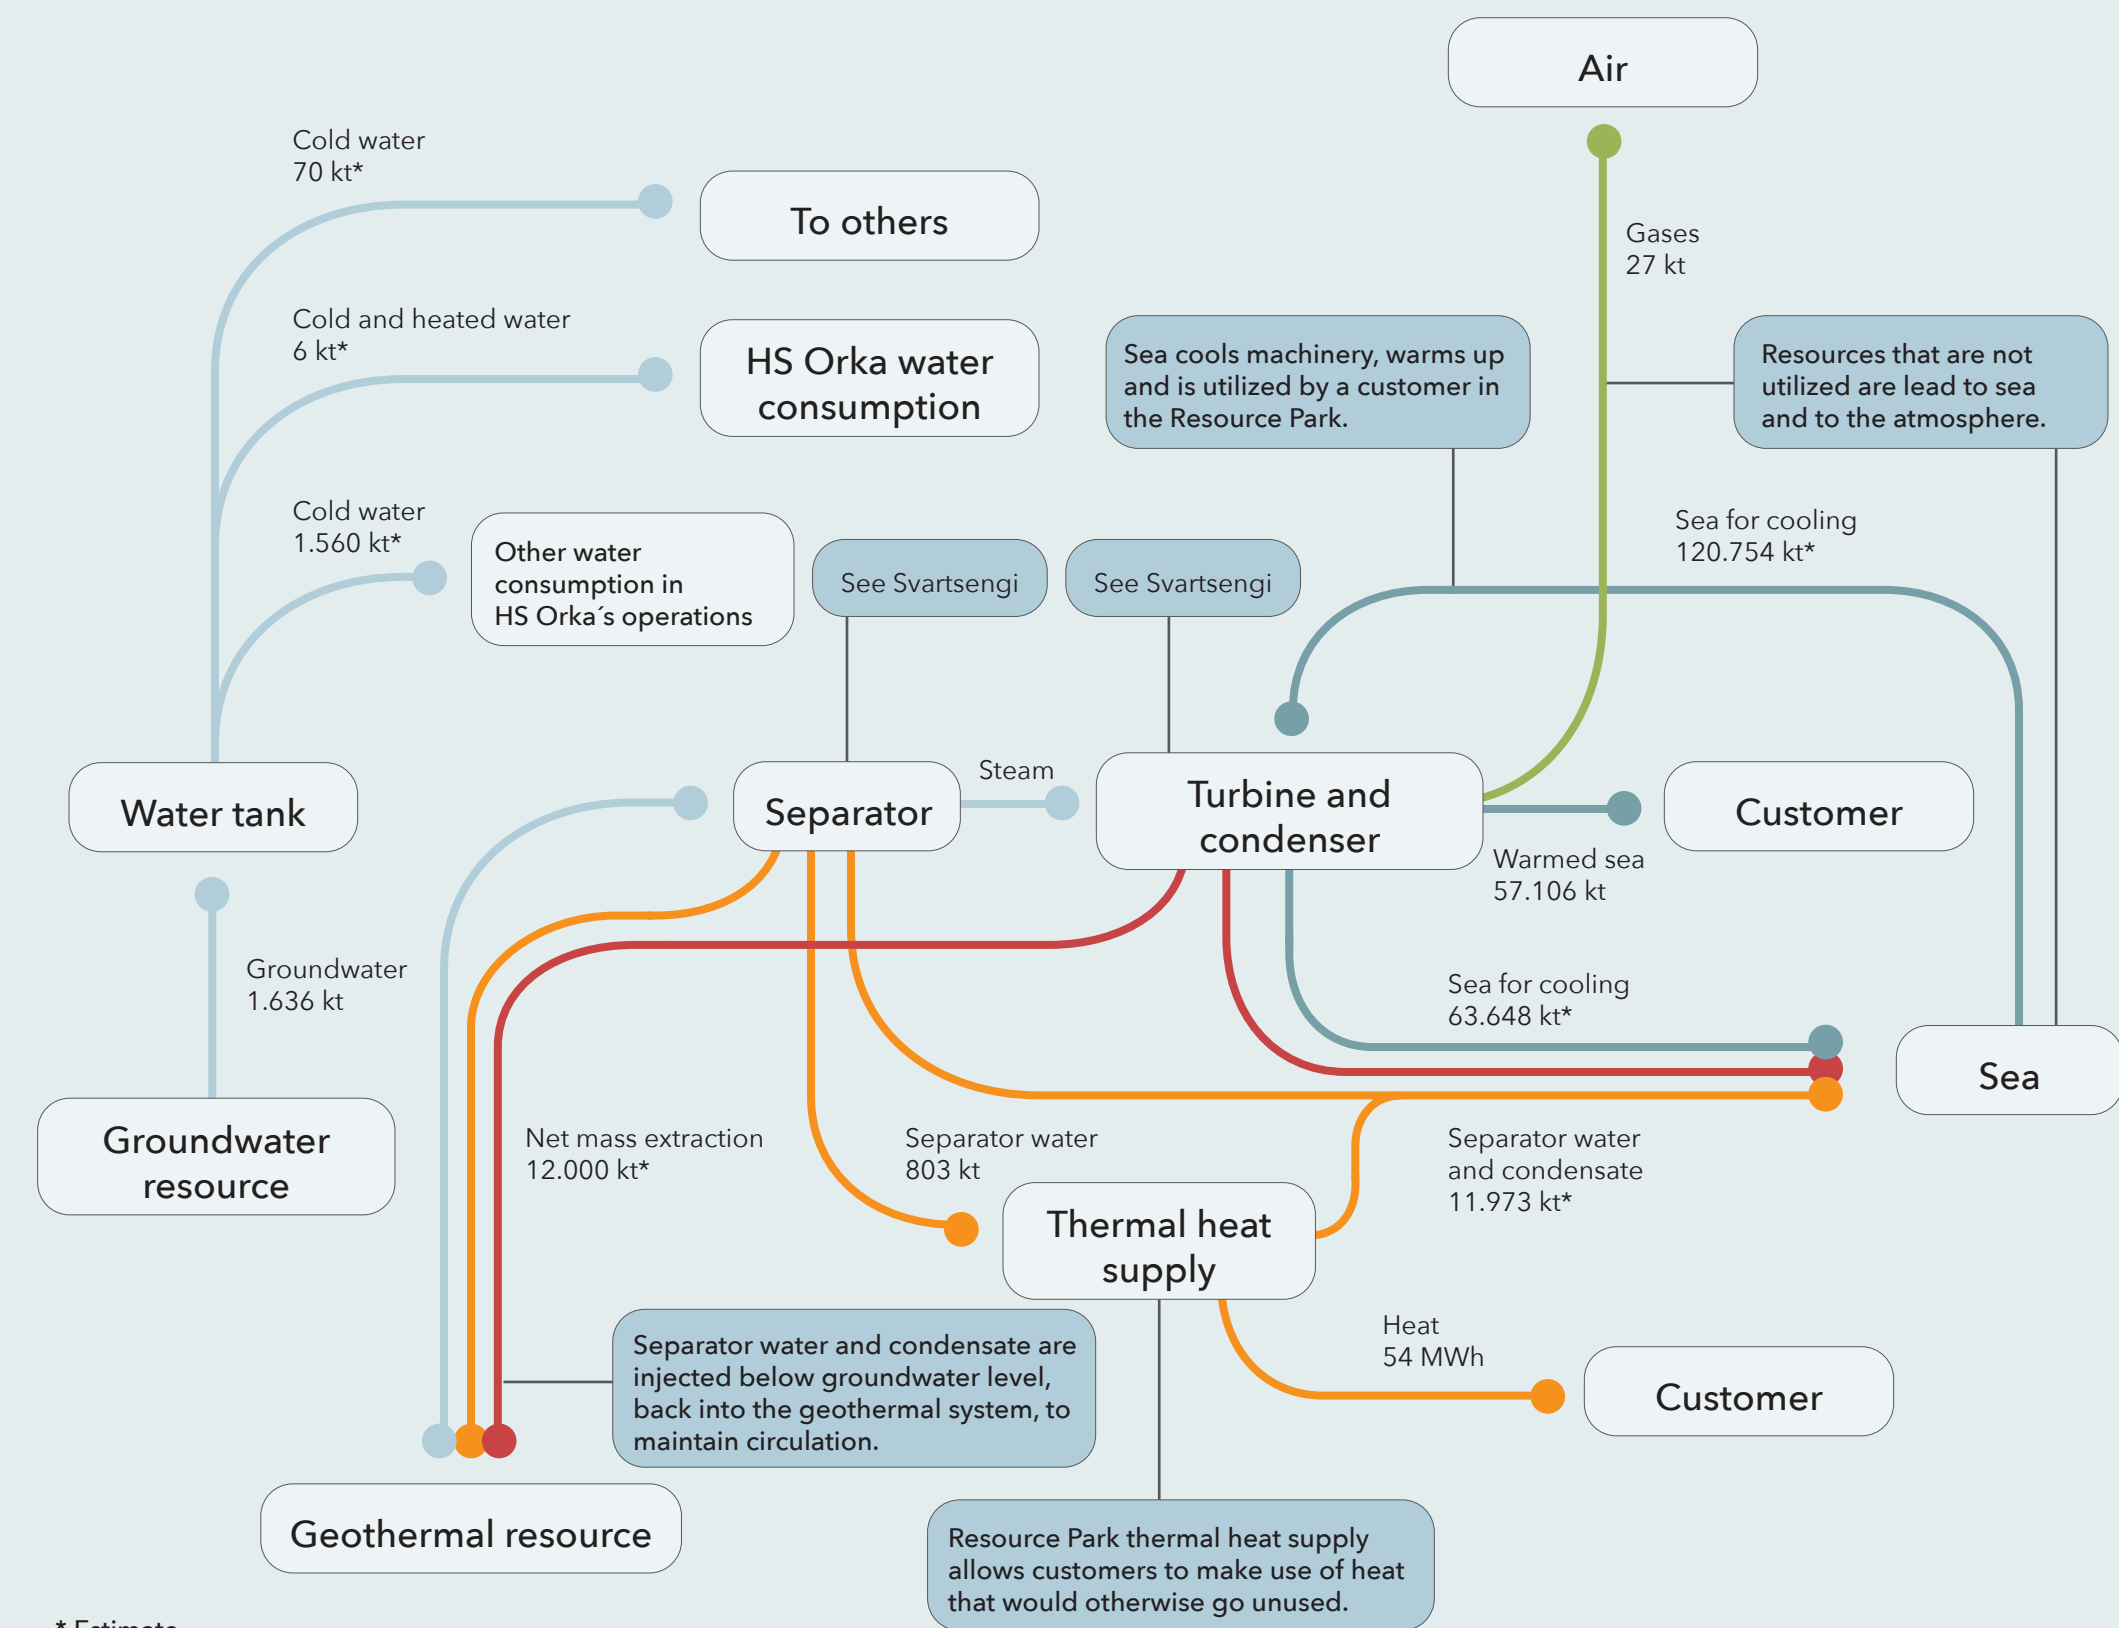 Air
Cold water
70 kt*
To others
Gases
27 kt
Cold and heated water
6 kt*
HS Orka water
consumption
Sea cools machinery, warms up
and is utilized by a customer in
the Resource Park.
Resources that are not
utilized are lead to sea
and to the atmosphere.
Cold water
1.560 kt*
Other water
consumption in
HS Orka´s operations
See Svartsengi
See Svartsengi
Sea for cooling
120.754 kt*
Water tank
Separator
Steam
Turbine and
condenser
Customer
Warmed sea
57.106 kt
Groundwater
1.636 kt
Sea for cooling
63.648 kt*
Sea
Groundwater
resource
Net mass extraction
12.000 kt*
Separator water
803 kt
Separator water
and condensate
11.973 kt*
Thermal heat
supply
Separator water and condensate are
injected below groundwater level,
back into the geothermal system, to
maintain circulation.
Heat
54 MWh
Customer
Geothermal resource
Resource Park thermal heat supply
allows customers to make use of heat
that would otherwise go unused.
* Estimate